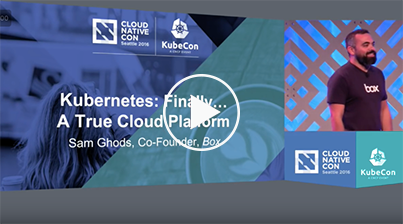 CLOUD
NATIVE
CON
Seattle 2016
KubeCon
Kubernetes: Finally...
A True Cloud Platform
Sam Ghods, Co-Founder, Box
box
CLOUD
NATIVE
CON
Seattle 2016
KubeCon